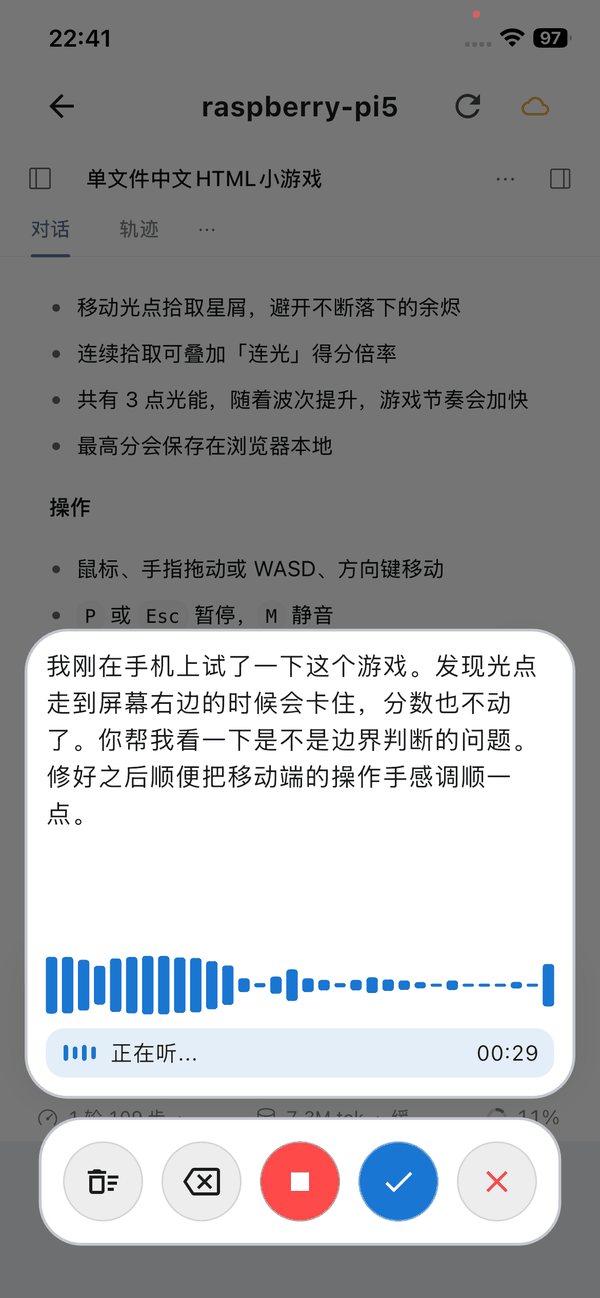 22:41
97
raspberry-pi5
单文件中文HTML小游戏
...
对话 轨迹 ...
移动光点拾取星屑，避开不断落下的余烬
连续拾取可叠加「连光」得分倍率
共有 3 点光能，随着波次提升，游戏节奏会加快
最高分会保存在浏览器本地
操作
鼠标、手指拖动或 WASD、方向键移动
P 或 Esc 暂停，M 静音
我刚在手机上试了一下这个游戏。发现光点
走到屏幕右边的时候会卡住，分数也不动
了。你帮我看一下是不是边界判断的问题。
修好之后顺便把移动端的操作手感调顺一
点。
正在听... 00:29
11%